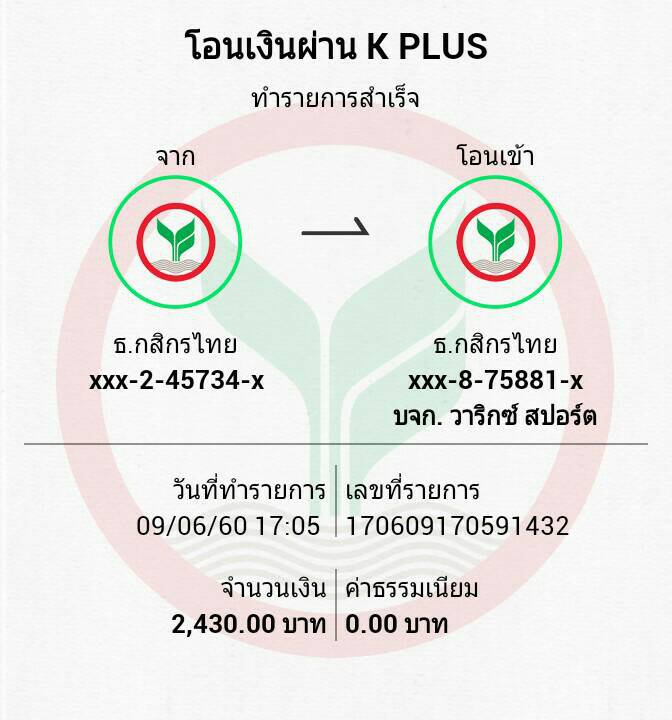 โอนเงินผ่าน K PLUS
ทำรายการสำเร็จ
จาก
โอนเข้า
ธ.กสิกรไทย
xxx-2-45734-x
ธ.กสิกรไทย
xxx-8-75881-x
บจก. วาริกซ์ สปอร์ต
วันที่ทำรายการ
09/06/60 17:05
เลขที่รายการ
170609170591432
จำนวนเงิน
2,430.00 บาท
ค่าธรรมเนียม
0.00 บาท